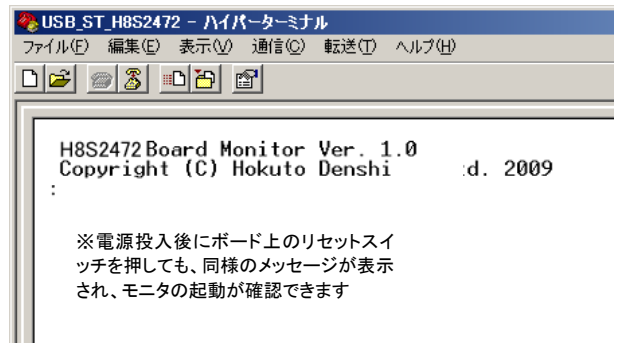 USB_ST_H8S2472 - ハイパーターミナル
ファイル(F) 編集(E) 表示(V) 通信(C) 転送(T) ヘルプ(H)
H8S2472 Board Monitor Ver. 1.0
Copyright (C) Hokuto Denshi d. 2009
:
※電源投入後にボード上のリセットスイ
ッチを押しても、同様のメッセージが表示
され、モニタの起動が確認できます